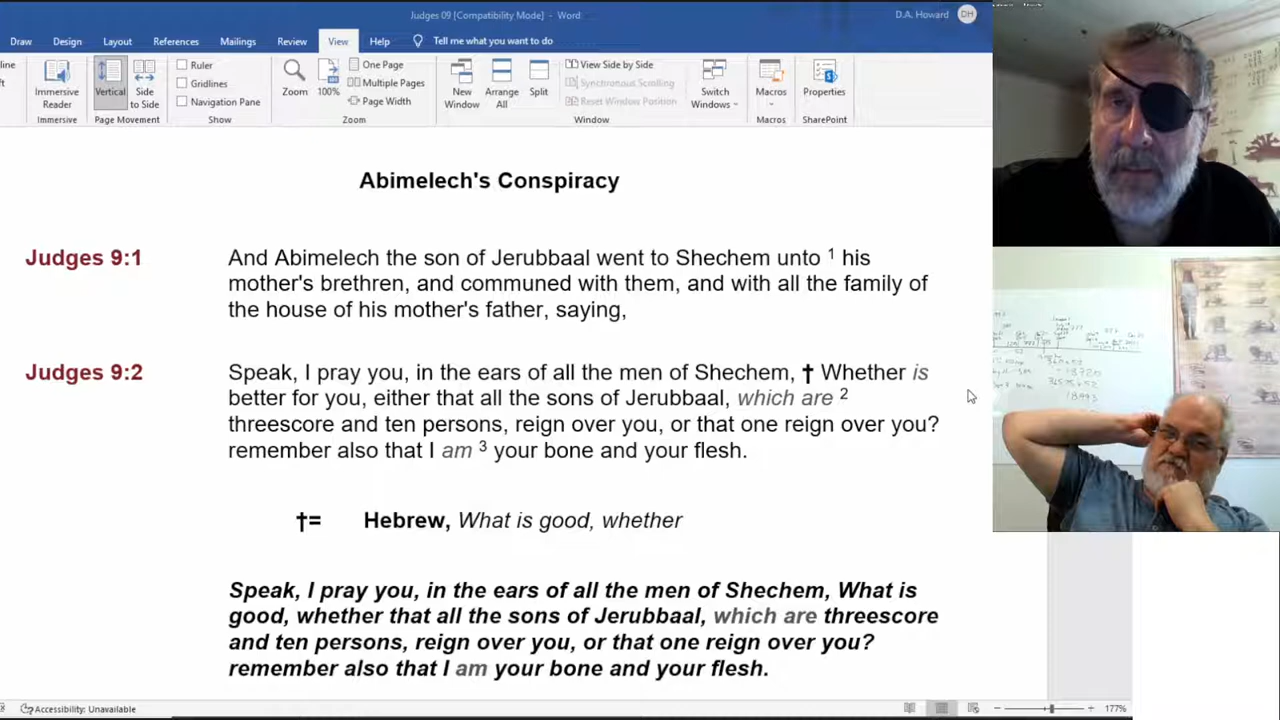 Judges 09 [Compatibility Mode] - Word
D.A. Howard
DH
Draw Design Layout References Mailings Review View Help Tell me what you want to do
Immersive Reader
Immersive
Vertical
Side to Side
Page Movement
Ruler
Gridlines
Navigation Pane
Show
Zoom
100%
One Page
Multiple Pages
Page Width
Zoom
New Window
Arrange All
Split
View Side by Side
Synchronous Scrolling
Reset Window Position
Window
Switch Windows
Macros
Macros
Properties
SharePoint
Abimelech's Conspiracy
Judges 9:1 And Abimelech the son of Jerubbaal went to Shechem unto 1 his
mother's brethren, and communed with them, and with all the family of
the house of his mother's father, saying,
Judges 9:2 Speak, I pray you, in the ears of all the men of Shechem, † Whether is
better for you, either that all the sons of Jerubbaal, which are 2
threescore and ten persons, reign over you, or that one reign over you?
remember also that I am 3 your bone and your flesh.
†= Hebrew, What is good, whether
Speak, I pray you, in the ears of all the men of Shechem, What is
good, whether that all the sons of Jerubbaal, which are threescore
and ten persons, reign over you, or that one reign over you?
remember also that I am your bone and your flesh.
Accessibility: Unavailable
177%